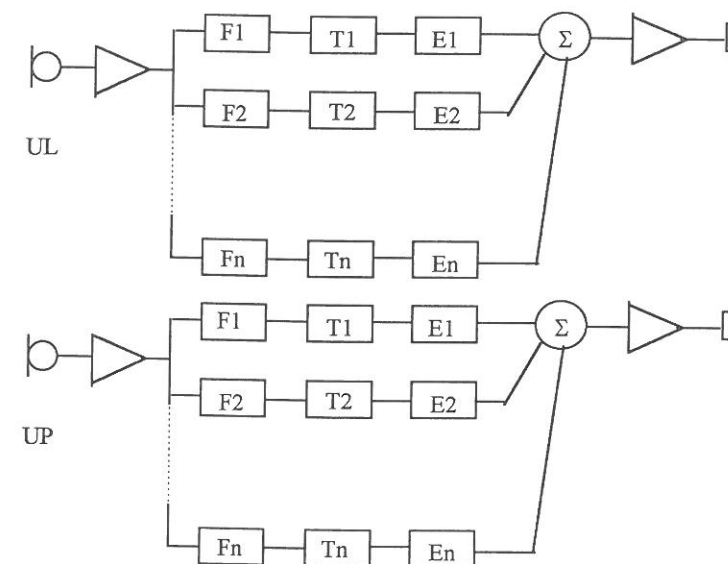 F1 T1 E1 Σ
F2 T2 E2
UL
Fn Tn En
F1 T1 E1 Σ
F2 T2 E2
UP
Fn Tn En